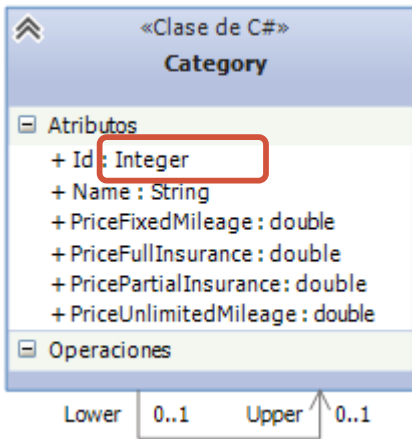 «Clase de C#»
Category
Atributos
+ Id : Integer
+ Name : String
+ PriceFixedMileage : double
+ PriceFullInsurance : double
+ PricePartialInsurance : double
+ PriceUnlimitedMileage : double
Operaciones
Lower 0..1 Upper 0..1